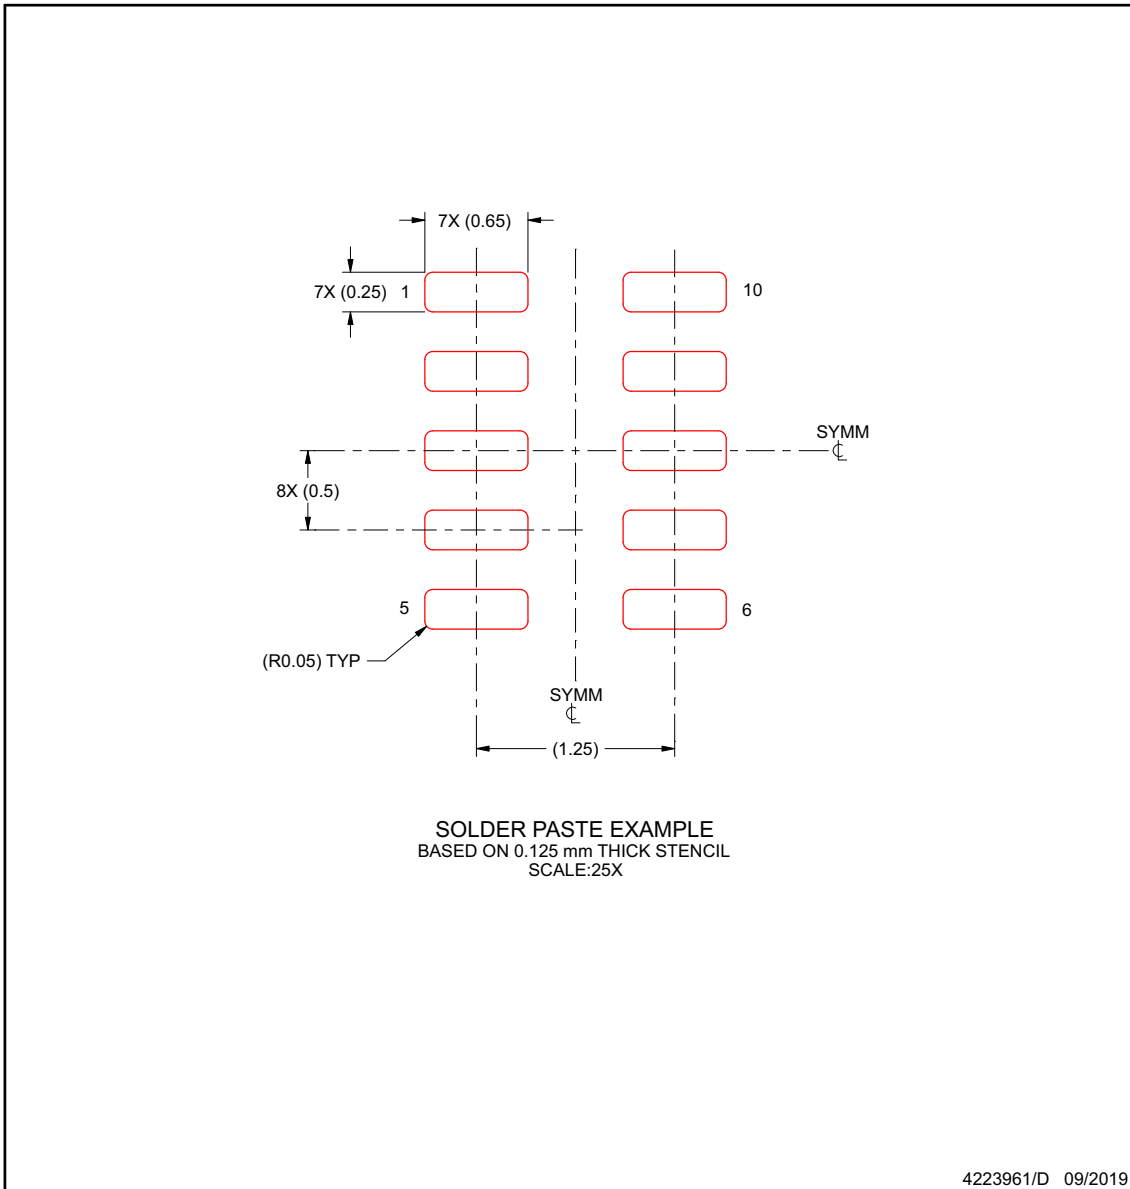 7X (0.65)
7X (0.25)
1
10
SYMM
8X (0.5)
5
6
(R0.05) TYP
SYMM
(1.25)
SOLDER PASTE EXAMPLE
BASED ON 0.125 mm THICK STENCIL
SCALE:25X
4223961/D 09/2019